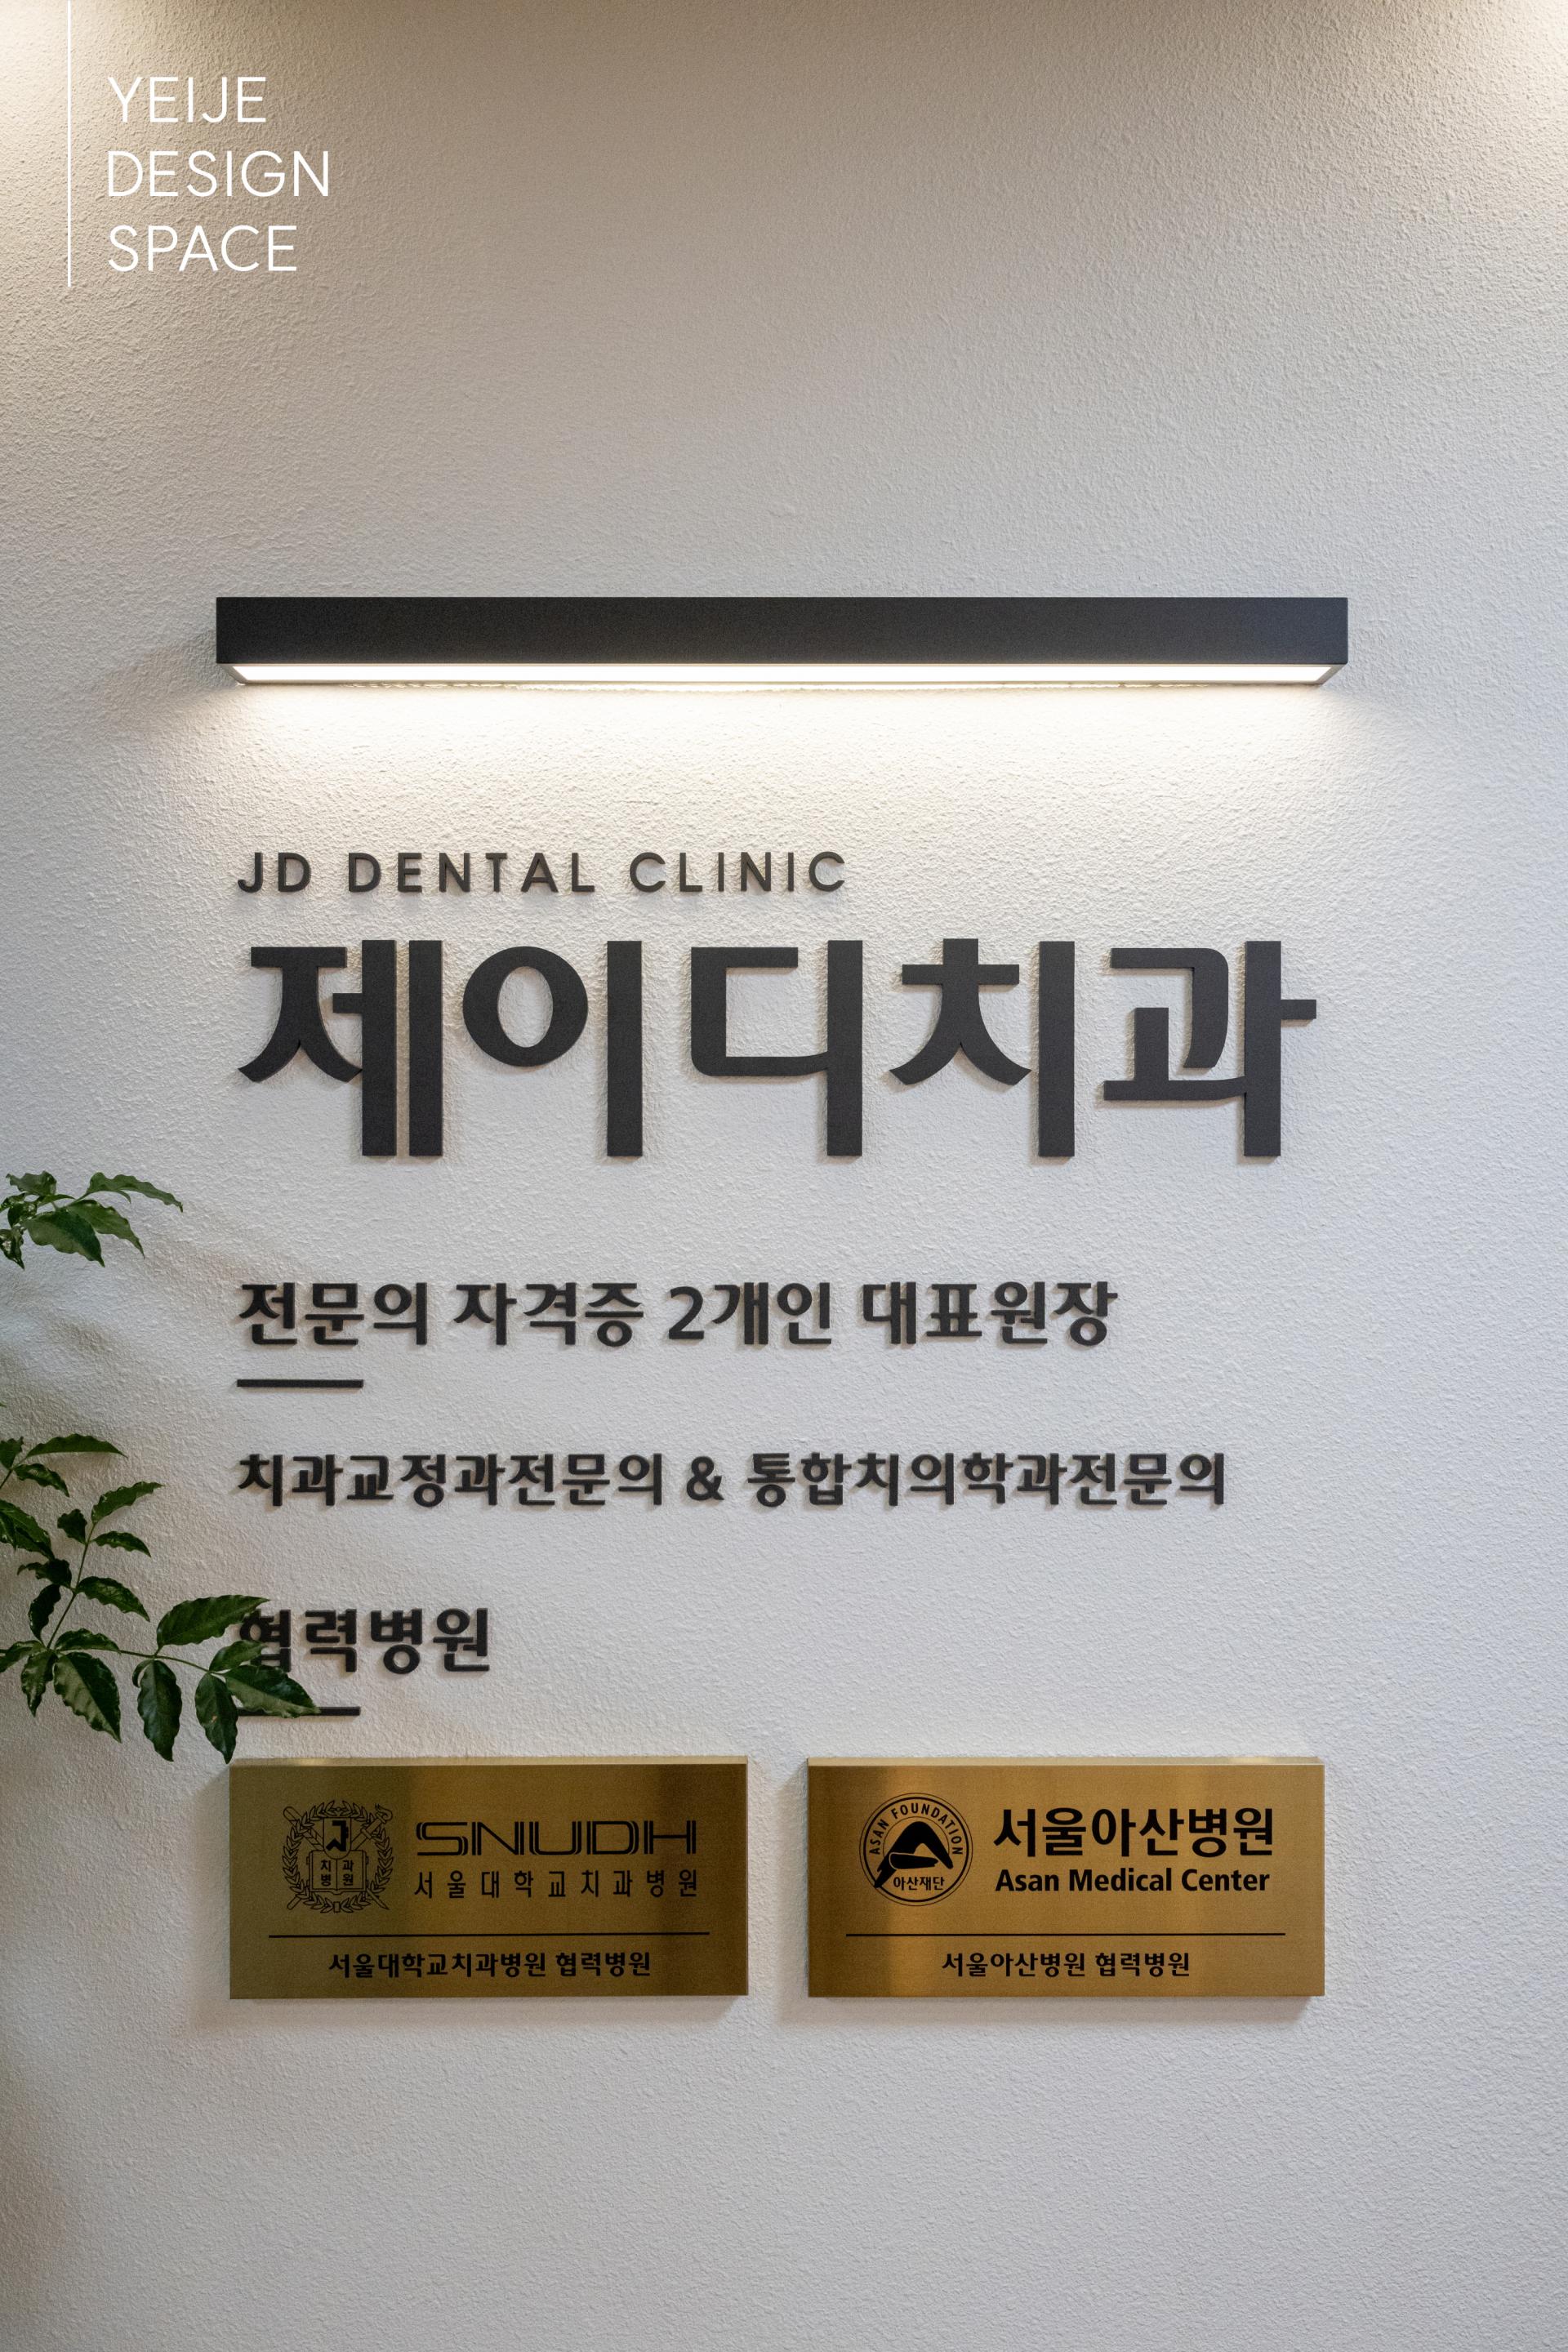 YEIJE
DESIGN
SPACE
JD DENTAL CLINIC
제이디치과
전문의 자격증 2개인 대표원장
치과교정과전문의 & 통합치의학과전문의
협력병원
치과
병원
SNUDH
서울대학교치과병원
서울대학교치과병원 협력병원
ASAN FOUNDATION
아산재단
서울아산병원
Asan Medical Center
서울아산병원 협력병원